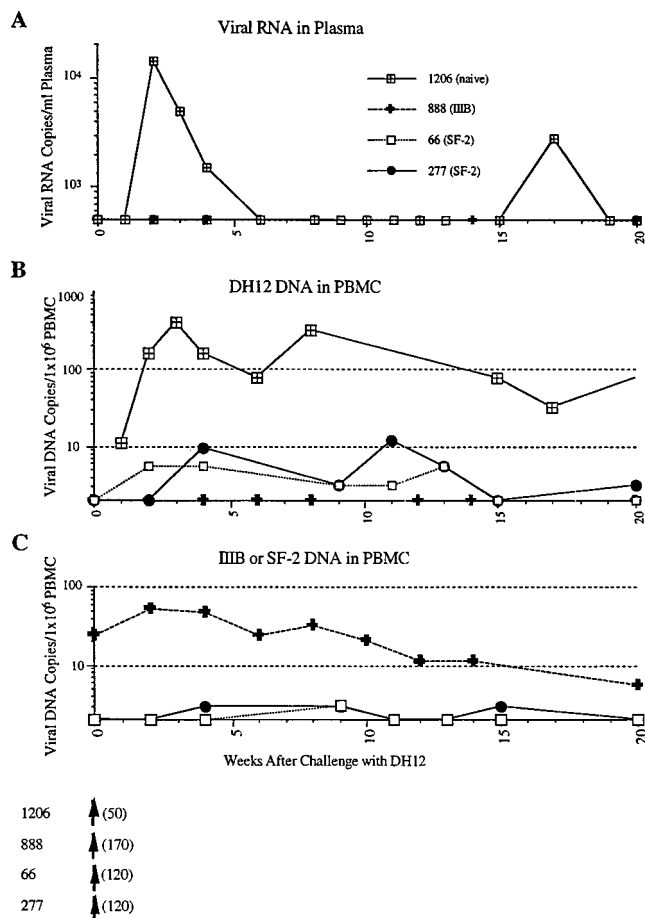 A
Viral RNA in Plasma
Viral RNA Copies/ml Plasma
10⁴
10³
1206 (naive)
888 (IIIB)
66 (SF-2)
277 (SF-2)
0 5 10 15 20
B
DH12 DNA in PBMC
Viral DNA Copies/1x10⁶ PBMC
1000
100
10
0 5 10 15 20
C
IIIB or SF-2 DNA in PBMC
Viral DNA Copies/1x10⁶ PBMC
100
10
0 5 10 15 20
Weeks After Challenge with DH12
1206 (50)
888 (170)
66 (120)
277 (120)